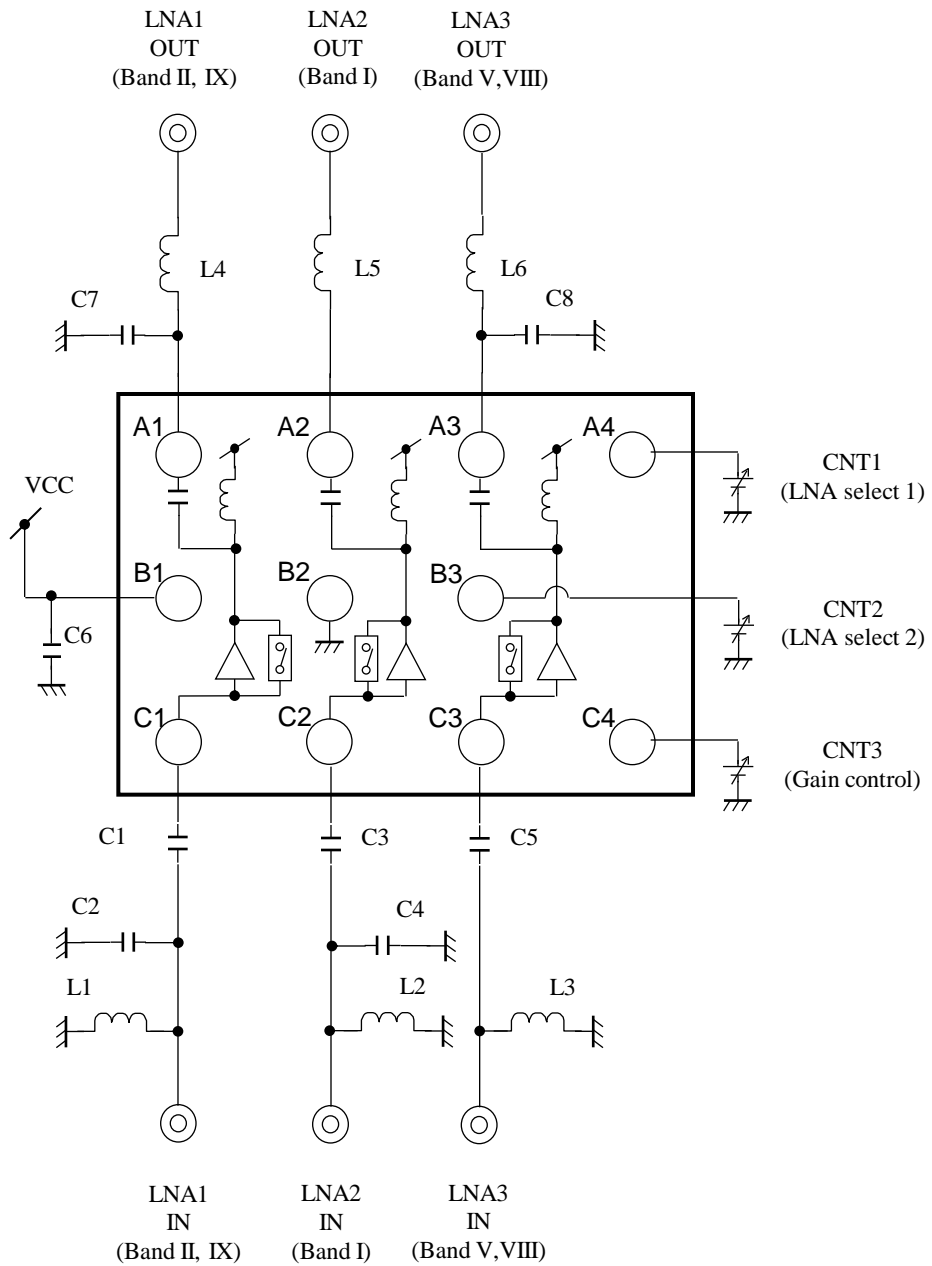 LNA1
OUT
(Band II, IX)
LNA2
OUT
(Band I)
LNA3
OUT
(Band V,VIII)
L4
L5
L6
C7
C8
A1
A2
A3
A4
CNT1
(LNA select 1)
VCC
B1
B2
B3
C6
CNT2
(LNA select 2)
C1
C2
C3
C4
CNT3
(Gain control)
C1
C3
C5
C2
C4
L1
L2
L3
LNA1
IN
(Band II, IX)
LNA2
IN
(Band I)
LNA3
IN
(Band V,VIII)